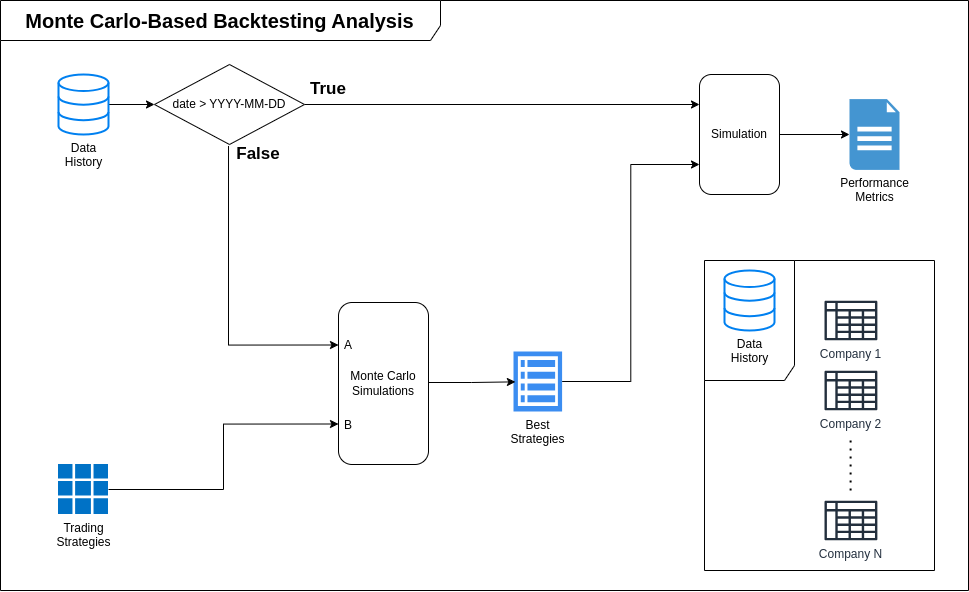 Monte Carlo-Based Backtesting Analysis
date > YYYY-MM-DD
True
False
Data
History
Simulation
Performance
Metrics
A
Monte Carlo
Simulations
B
Best
Strategies
Trading
Strategies
Data
History
Company 1
Company 2
Company N